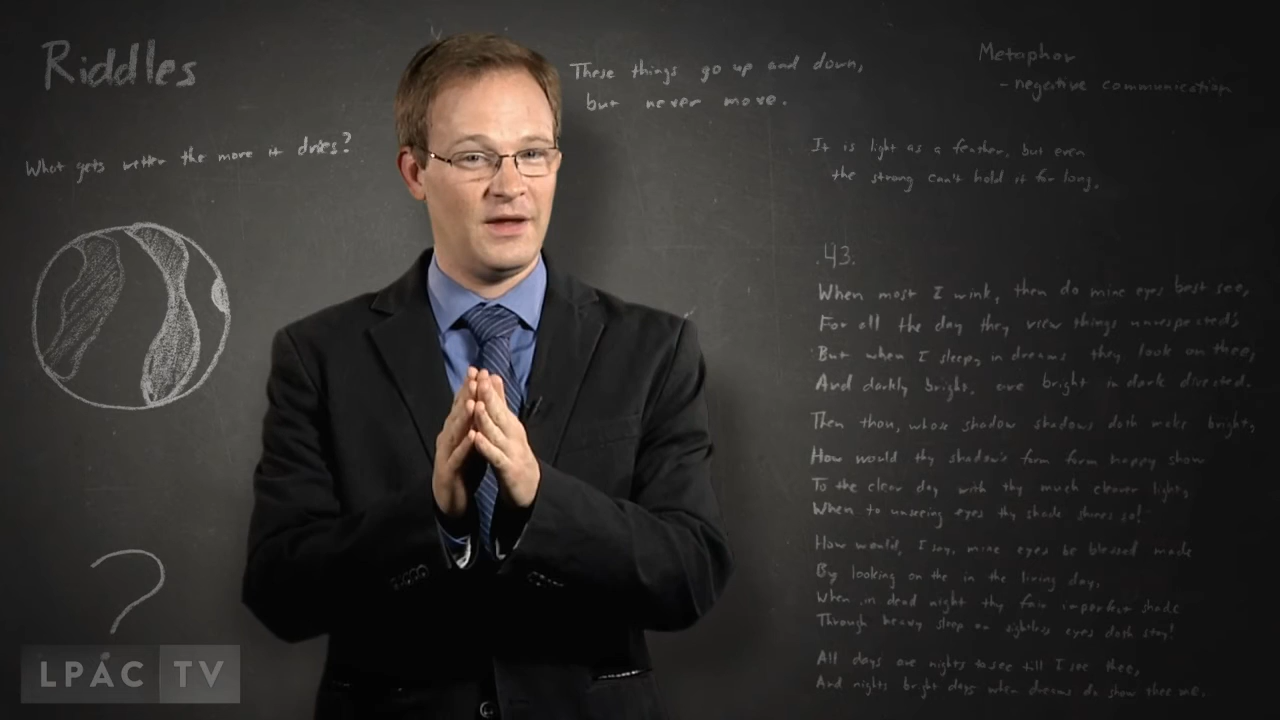 Riddles
What gets wetter the more it dries?
These things go up and down,
but never move.
Metaphor
- negative communication
It is light as a feather, but even
the strong can't hold it for long.
43.
When most I wink, then do mine eyes best see,
For all the day they view things unrespected;
But when I sleep, in dreams they look on thee,
And darkly bright, are bright in dark directed.
Then thou, whose shadow shadows doth make bright,
How would thy shadow's form form happy show
To the clear day with thy much clearer light,
When to unseeing eyes thy shade shines so!
How would, I say, mine eyes be blessed made
By looking on the in the living day,
When in dead night thy fair imperfect shade
Through heavy sleep on sightless eyes doth stay!
All days are nights to see till I see thee,
And nights bright days when dreams do show thee me.
?
LPAC TV